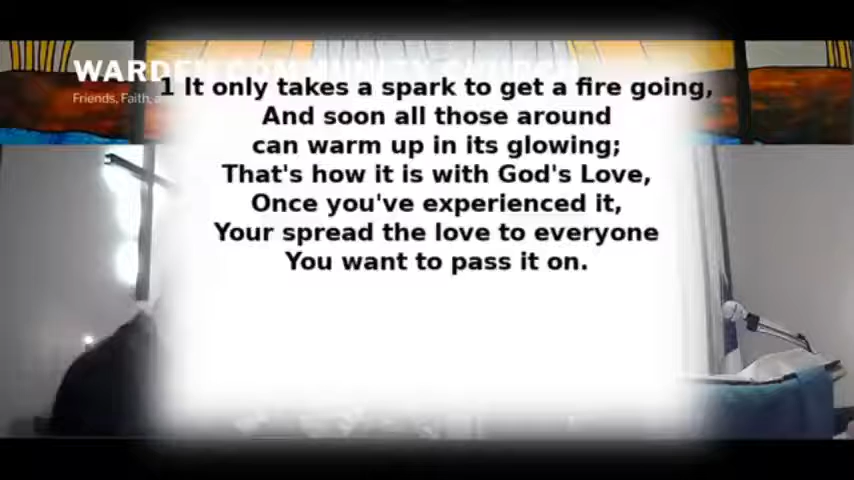 WARDEN COMMUNITY CHURCH
Friends, Faith,
1 It only takes a spark to get a fire going,
And soon all those around
can warm up in its glowing;
That's how it is with God's Love,
Once you've experienced it,
Your spread the love to everyone
You want to pass it on.